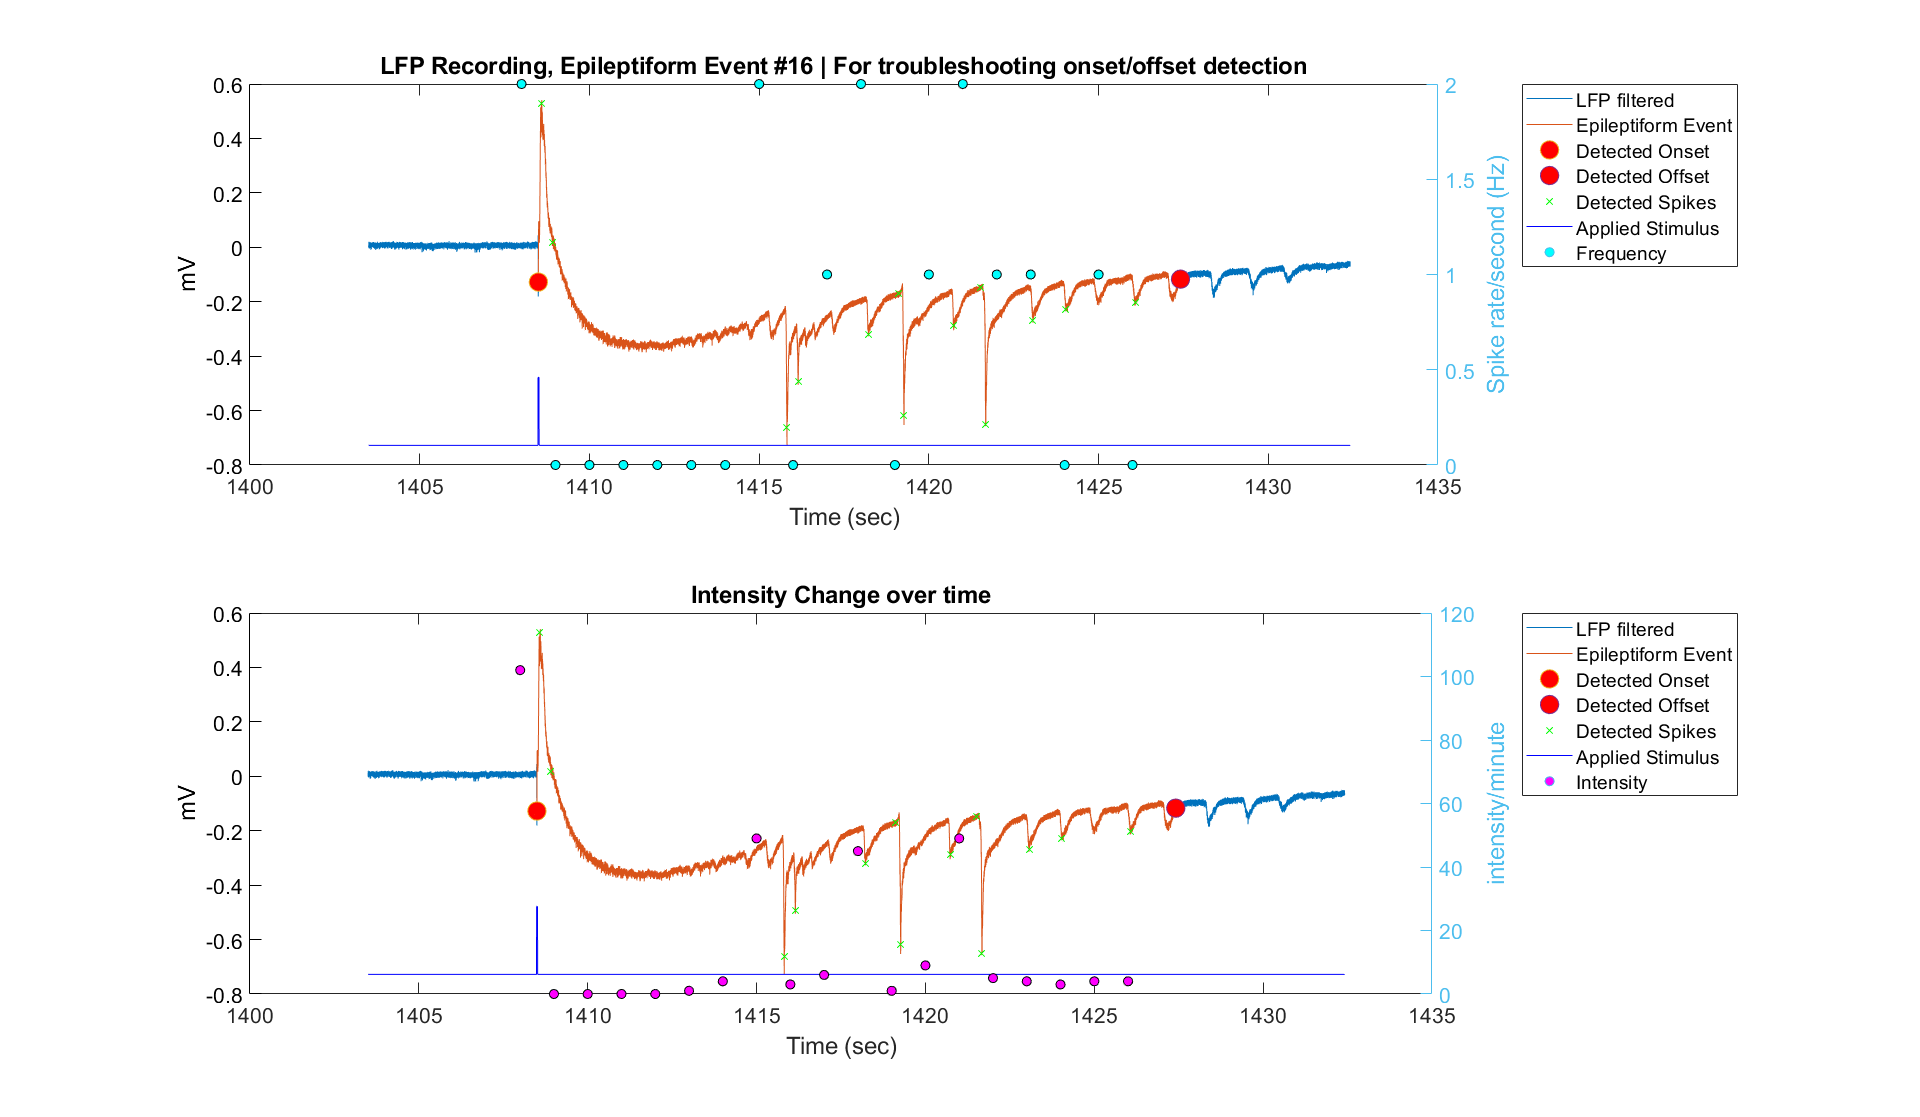 LFP Recording, Epileptiform Event #16 | For troubleshooting onset/offset detection
0.6
0.4
0.2
0
-0.2
-0.4
-0.6
-0.8
mV
1400
1405
1410
1415
1420
1425
1430
1435
Time (sec)
2
1.5
1
0.5
0
Spike rate/second (Hz)
LFP filtered
Epileptiform Event
Detected Onset
Detected Offset
Detected Spikes
Applied Stimulus
Frequency
Intensity Change over time
0.6
0.4
0.2
0
-0.2
-0.4
-0.6
-0.8
mV
1400
1405
1410
1415
1420
1425
1430
1435
Time (sec)
120
100
80
60
40
20
0
intensity/minute
LFP filtered
Epileptiform Event
Detected Onset
Detected Offset
Detected Spikes
Applied Stimulus
Intensity